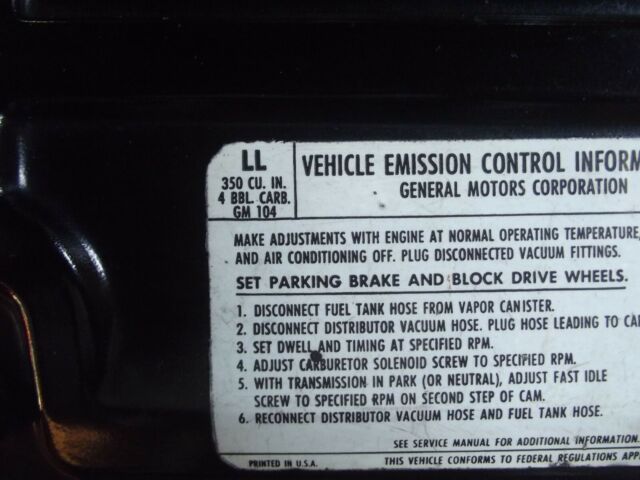 LL
350 CU. IN.
4 BBL. CARB.
GM 104
VEHICLE EMISSION CONTROL INFORM
GENERAL MOTORS CORPORATION
MAKE ADJUSTMENTS WITH ENGINE AT NORMAL OPERATING TEMPERATURE,
AND AIR CONDITIONING OFF. PLUG DISCONNECTED VACUUM FITTINGS.
SET PARKING BRAKE AND BLOCK DRIVE WHEELS.
1. DISCONNECT FUEL TANK HOSE FROM VAPOR CANISTER.
2. DISCONNECT DISTRIBUTOR VACUUM HOSE. PLUG HOSE LEADING TO CA
3. SET DWELL AND TIMING AT SPECIFIED RPM.
4. ADJUST CARBURETOR SOLENOID SCREW TO SPECIFIED RPM.
5. WITH TRANSMISSION IN PARK (OR NEUTRAL), ADJUST FAST IDLE
SCREW TO SPECIFIED RPM ON SECOND STEP OF CAM.
6. RECONNECT DISTRIBUTOR VACUUM HOSE AND FUEL TANK HOSE.
SEE SERVICE MANUAL FOR ADDITIONAL INFORMATION.
PRINTED IN U.S.A. THIS VEHICLE CONFORMS TO FEDERAL REGULATIONS APP